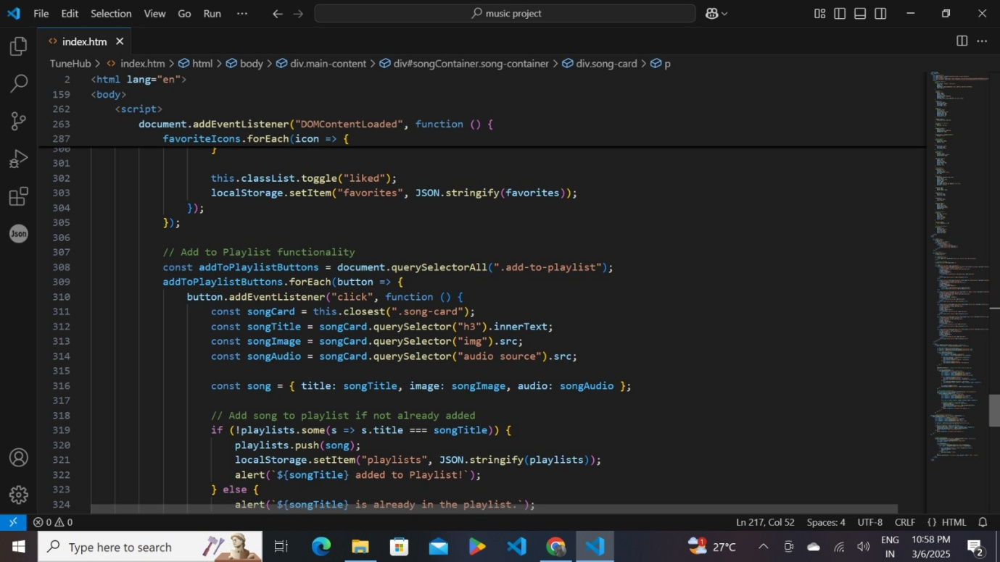 File Edit Selection View Go Run ··· music project
index.htm
TuneHub > index.htm > html > body > div.main-content > div#songContainer.song-container > div.song-card > p
2 <html lang="en">
159 <body>
262 <script>
263 document.addEventListener("DOMContentLoaded", function () {
287 favoriteIcons.forEach(icon => {
300 }
301
302 this.classList.toggle("liked");
303 localStorage.setItem("favorites", JSON.stringify(favorites));
304 });
305 });
306
307 // Add to Playlist functionality
308 const addToPlaylistButtons = document.querySelectorAll(".add-to-playlist");
309 addToPlaylistButtons.forEach(button => {
310 button.addEventListener("click", function () {
311 const songCard = this.closest(".song-card");
312 const songTitle = songCard.querySelector("h3").innerText;
313 const songImage = songCard.querySelector("img").src;
314 const songAudio = songCard.querySelector("audio source").src;
315
316 const song = { title: songTitle, image: songImage, audio: songAudio };
317
318 // Add song to playlist if not already added
319 if (!playlists.some(s => s.title === songTitle)) {
320 playlists.push(song);
321 localStorage.setItem("playlists", JSON.stringify(playlists));
322 alert(`${songTitle} added to Playlist!`);
323 } else {
324 alert(`${songTitle} is already in the playlist.`);
Json
0 0 Ln 217, Col 52 Spaces: 4 UTF-8 CRLF {} HTML
Type here to search 1 27°C ENG IN 10:58 PM 3/6/2025 2